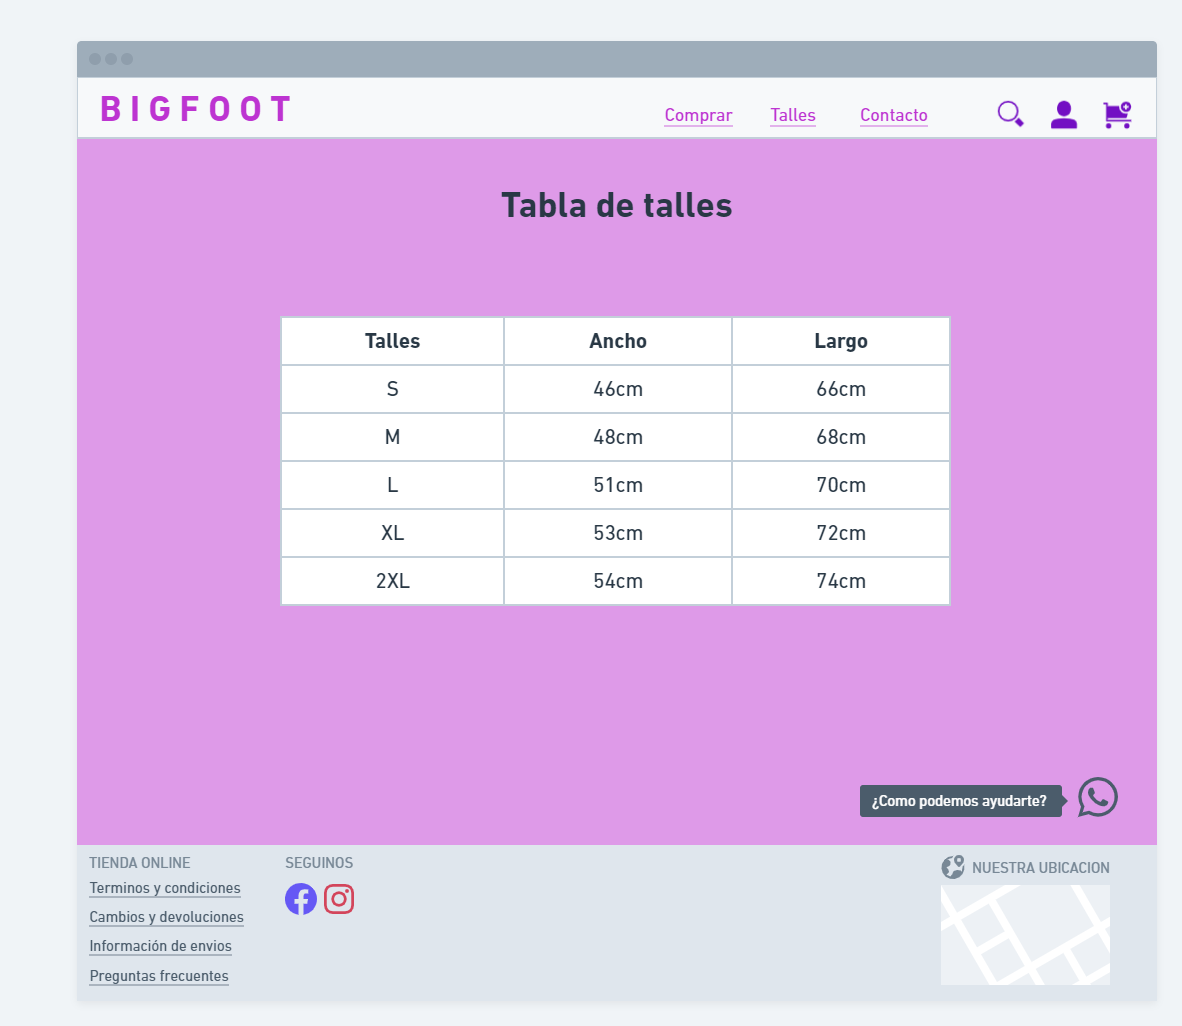 BIGFOOT
Comprar Talles Contacto
Tabla de talles
Talles Ancho Largo
S 46cm 66cm
M 48cm 68cm
L 51cm 70cm
XL 53cm 72cm
2XL 54cm 74cm
¿Como podemos ayudarte?
TIENDA ONLINE
Terminos y condiciones
Cambios y devoluciones
Información de envios
Preguntas frecuentes
SEGUINOS
NUESTRA UBICACION